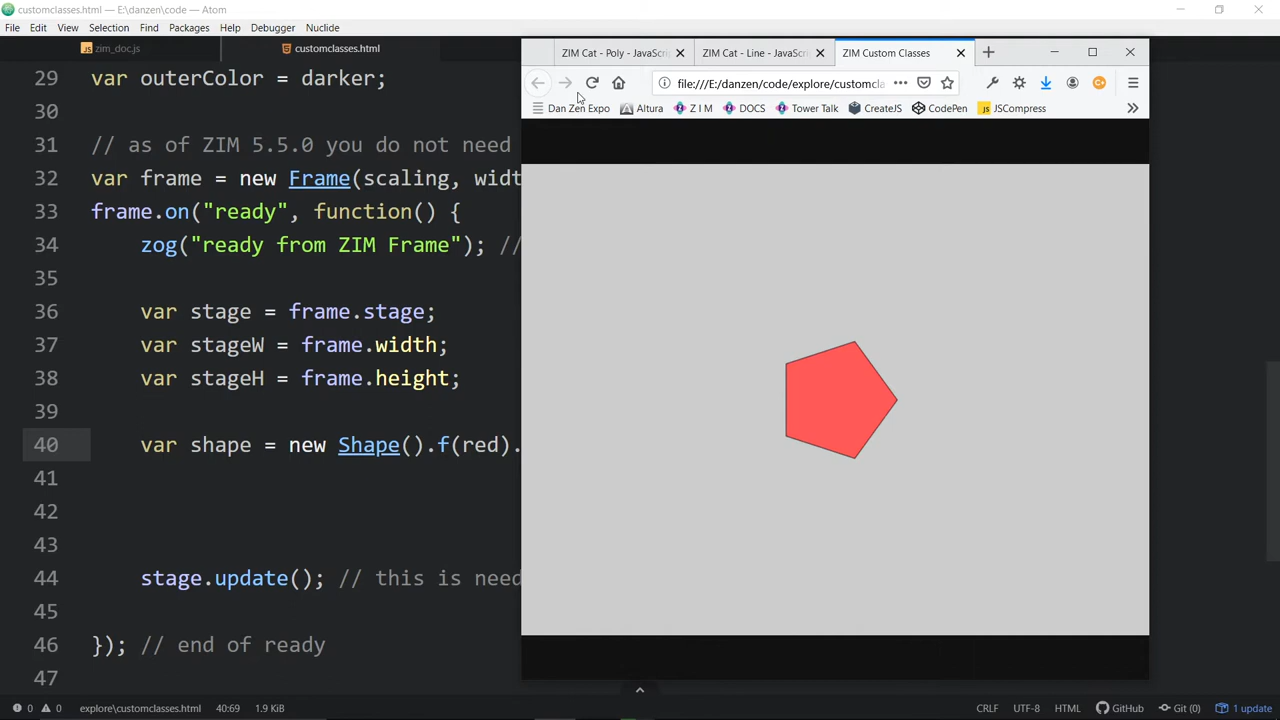 customclasses.html — E:\danzen\code — Atom
File Edit View Selection Find Packages Help Debugger Nuclide
zim_doc.js
customclasses.html
29 var outerColor = darker;
30
31 // as of ZIM 5.5.0 you do not need
32 var frame = new Frame(scaling, widt
33 frame.on("ready", function() {
34 zog("ready from ZIM Frame"); //
35
36 var stage = frame.stage;
37 var stageW = frame.width;
38 var stageH = frame.height;
39
40 var shape = new Shape().f(red).
41
42
43
44 stage.update(); // this is need
45
46 }); // end of ready
47
ZIM Cat - Poly - JavaScri
ZIM Cat - Line - JavaScri
ZIM Custom Classes
file:///E:/danzen/code/explore/customcla
Dan Zen Expo Altura Z I M DOCS Tower Talk CreateJS CodePen JSCompress
0 0 explore\customclasses.html 40:69 1.9 KiB
CRLF UTF-8 HTML GitHub Git (0) 1 update